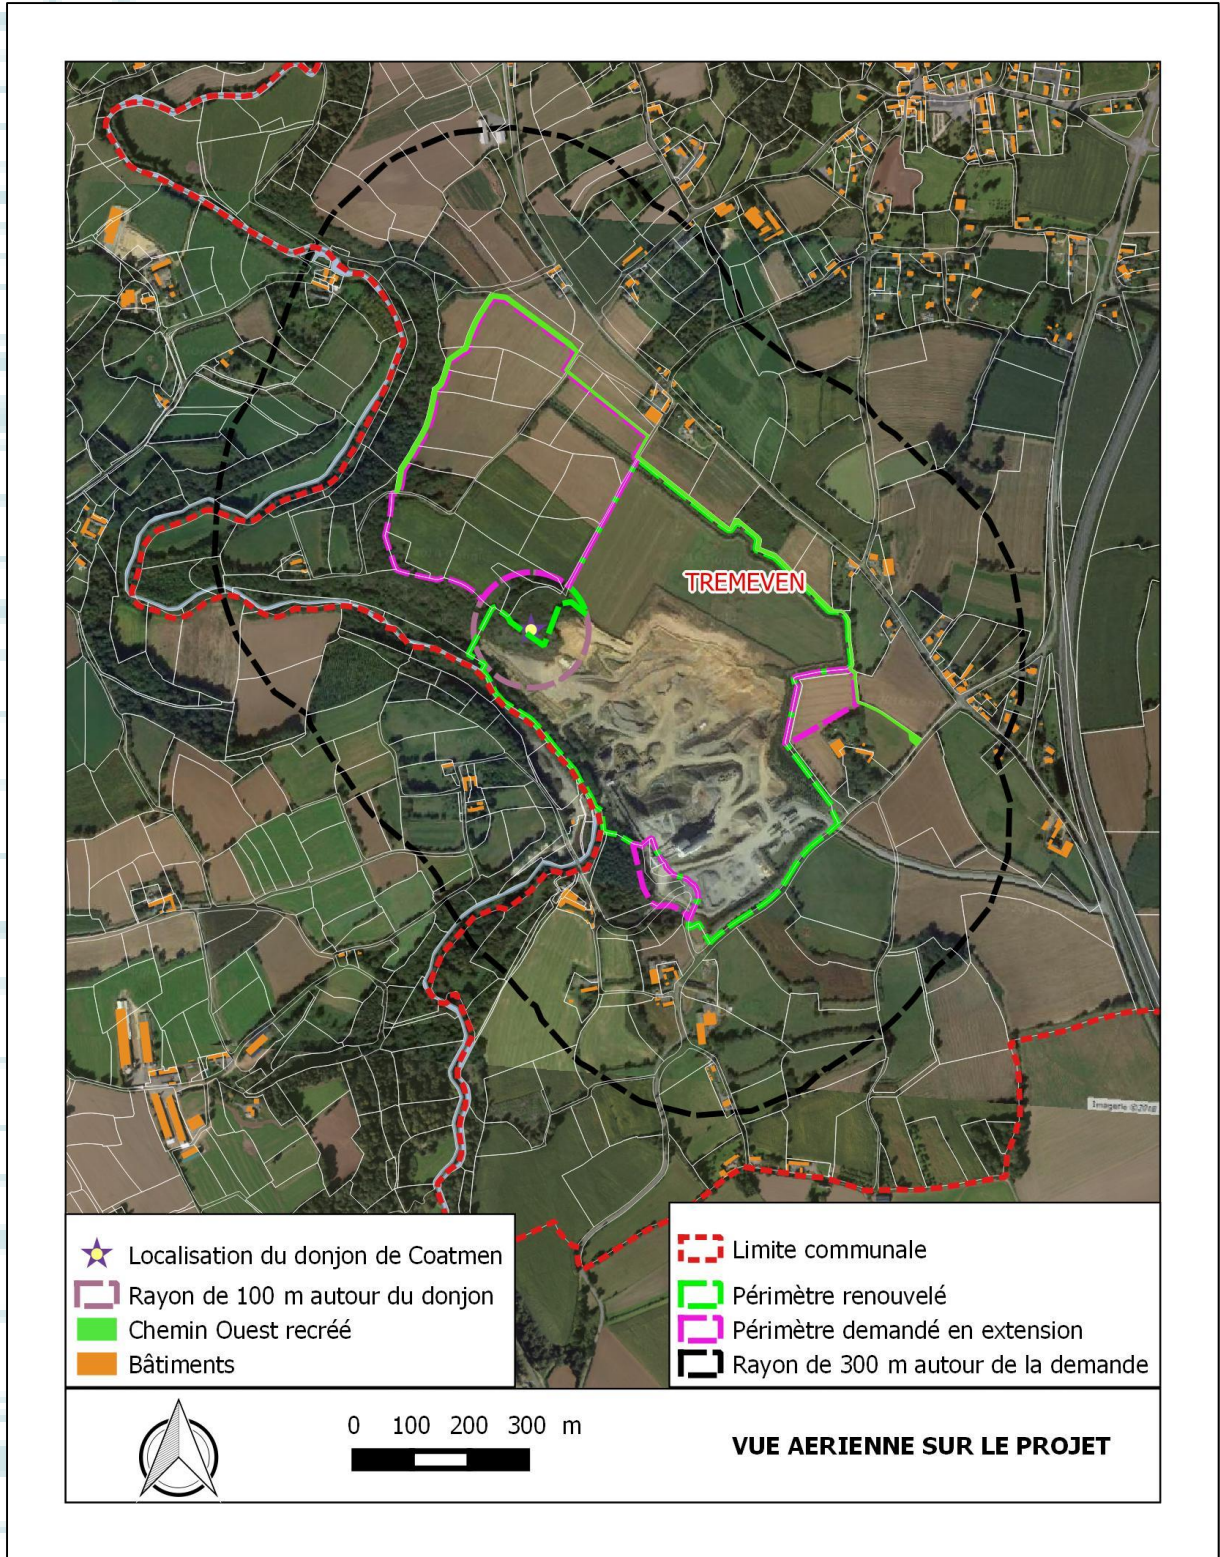 TREMEVEN
Imagerie ©2018
Localisation du donjon de Coatmen
Rayon de 100 m autour du donjon
Chemin Ouest recréé
Bâtiments
Limite communale
Périmètre renouvelé
Périmètre demandé en extension
Rayon de 300 m autour de la demande
0 100 200 300 m
VUE AERIENNE SUR LE PROJET